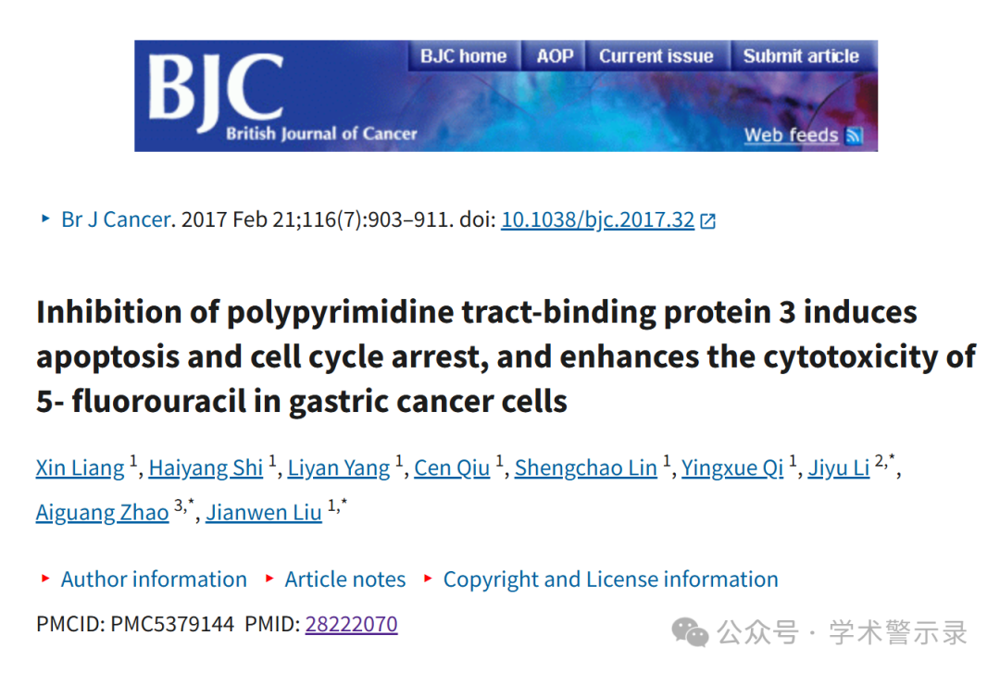 BJC home AOP Current issue Submit article
BJC
British Journal of Cancer
Web feeds
Br J Cancer. 2017 Feb 21;116(7):903–911. doi: 10.1038/bjc.2017.32
Inhibition of polypyrimidine tract-binding protein 3 induces
apoptosis and cell cycle arrest, and enhances the cytotoxicity of
5- fluorouracil in gastric cancer cells
Xin Liang 1, Haiyang Shi 1, Liyan Yang 1, Cen Qiu 1, Shengchao Lin 1, Yingxue Qi 1, Jiyu Li 2,*,
Aiguang Zhao 3,*, Jianwen Liu 1,*
Author information Article notes Copyright and License information
PMCID: PMC5379144 PMID: 28222070
公众号 · 学术警示录